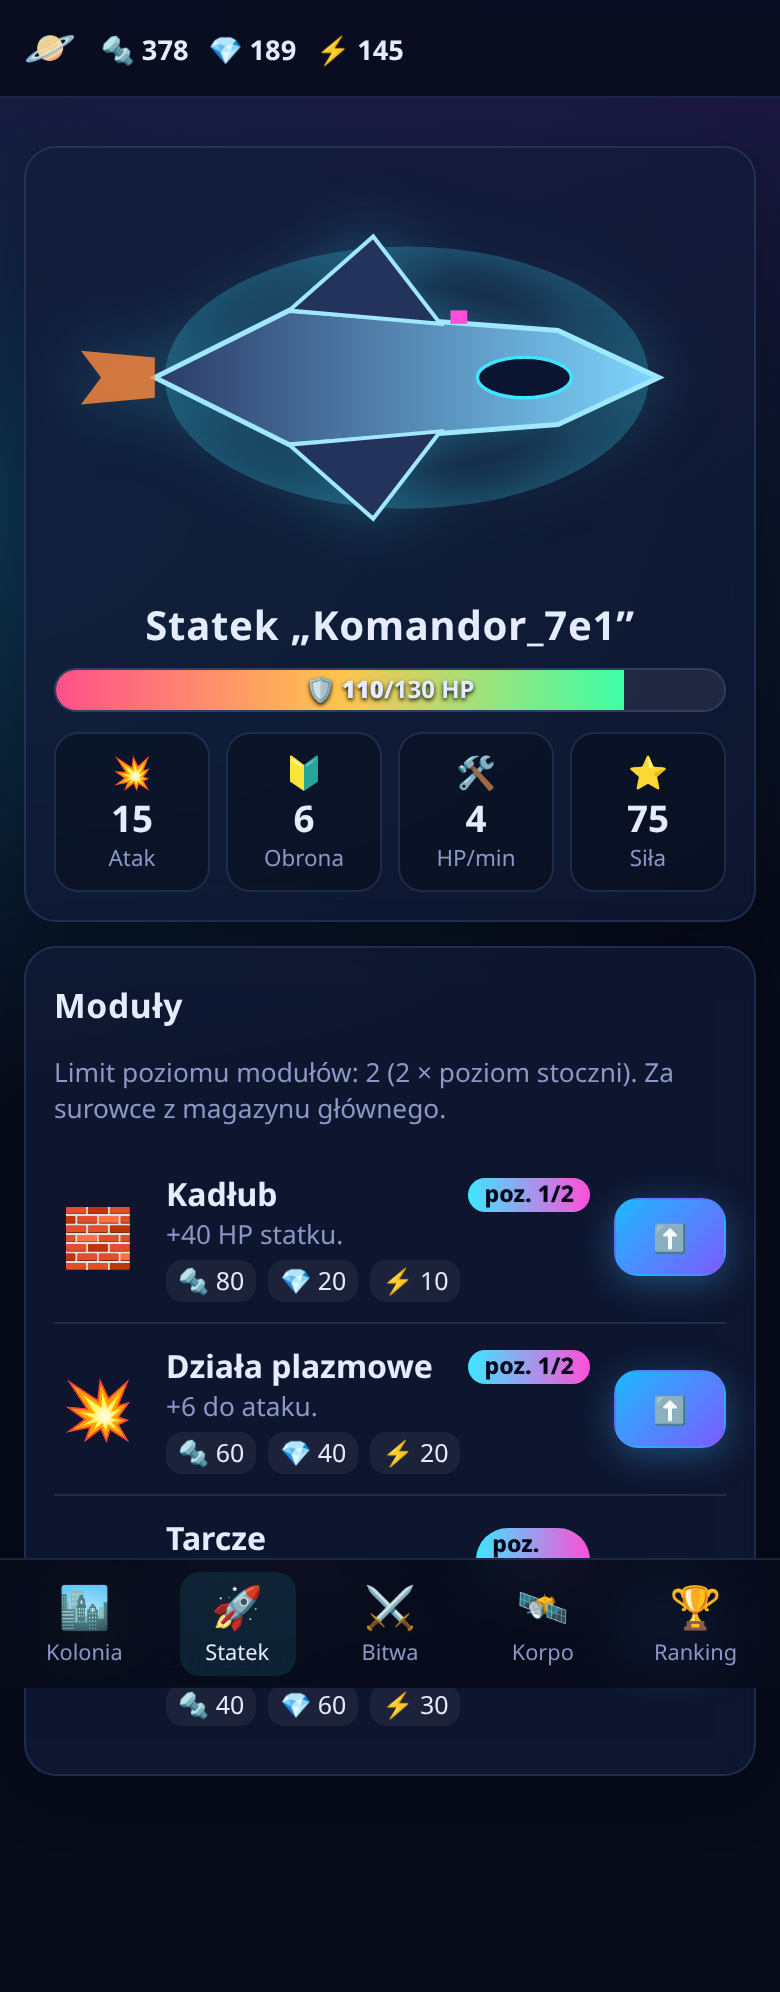 378 189 145
Statek „Komandor_7e1”
110/130 HP
15 6 4 75
Atak Obrona HP/min Siła
Moduły
Limit poziomu modułów: 2 (2 × poziom stoczni). Za
surowce z magazynu głównego.
Kadłub poz. 1/2
+40 HP statku.
80 20 10
Działa plazmowe poz. 1/2
+6 do ataku.
60 40 20
Tarcze poz.
Kolonia Statek Bitwa Korpo Ranking
40 60 30